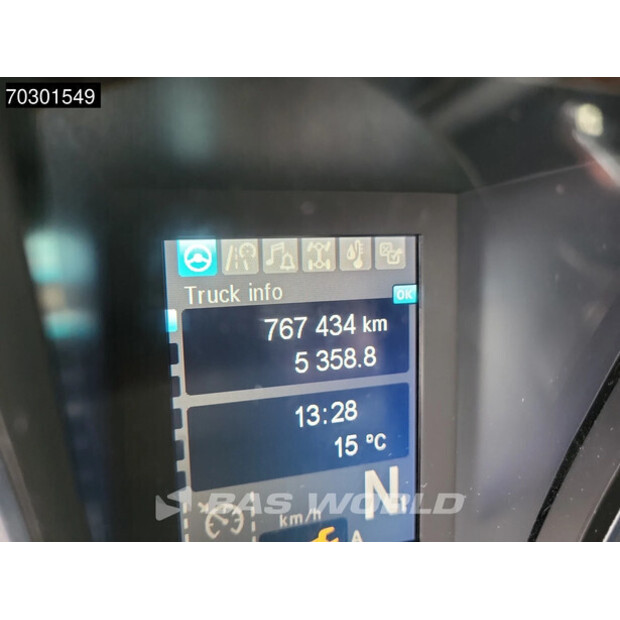 70301549
Truck info
OK
767 434 km
5 358.8
13:28
15 °C
BAS WORLD
N
km/h
A